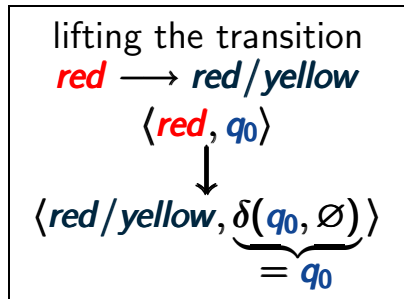 lifting the transition
red ⟶ red/yellow
⟨red, q₀⟩
↓
⟨red/yellow, δ(q₀, ∅)⟩
= q₀